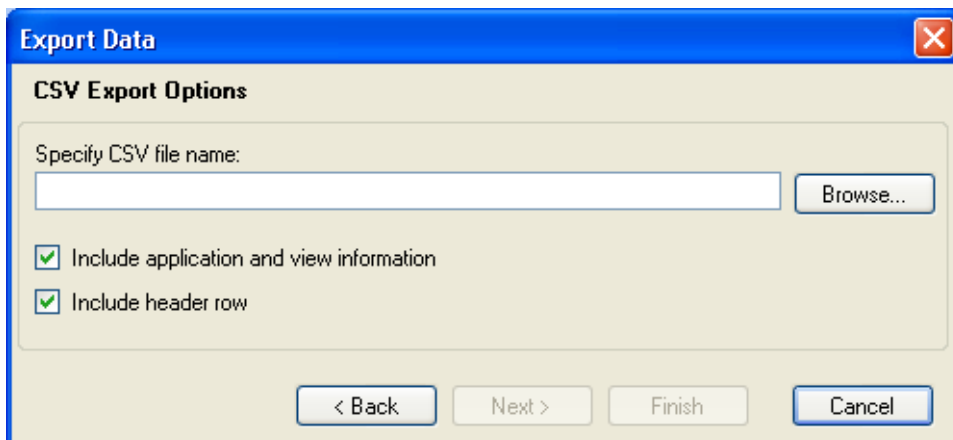 Export Data
CSV Export Options
Specify CSV file name:
Browse...
Include application and view information
Include header row
< Back Next > Finish Cancel